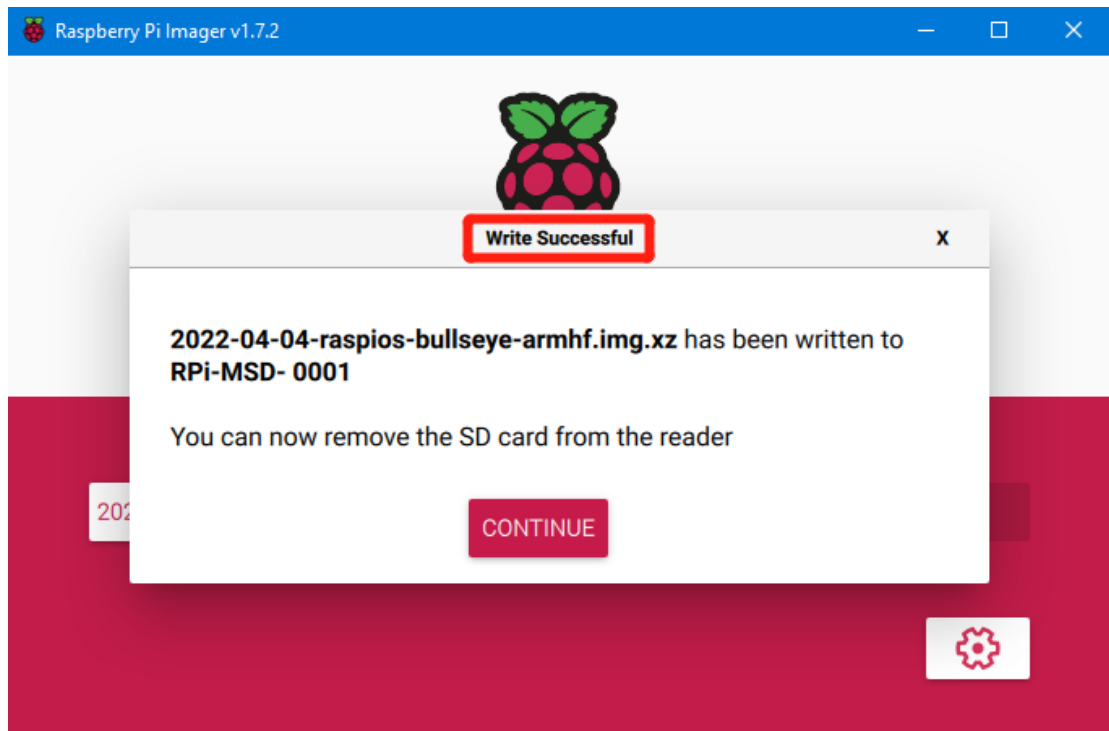 Raspberry Pi Imager v1.7.2
Write Successful
X
2022-04-04-raspios-bullseye-armhf.img.xz has been written to
RPi-MSD- 0001
You can now remove the SD card from the reader
202
CONTINUE